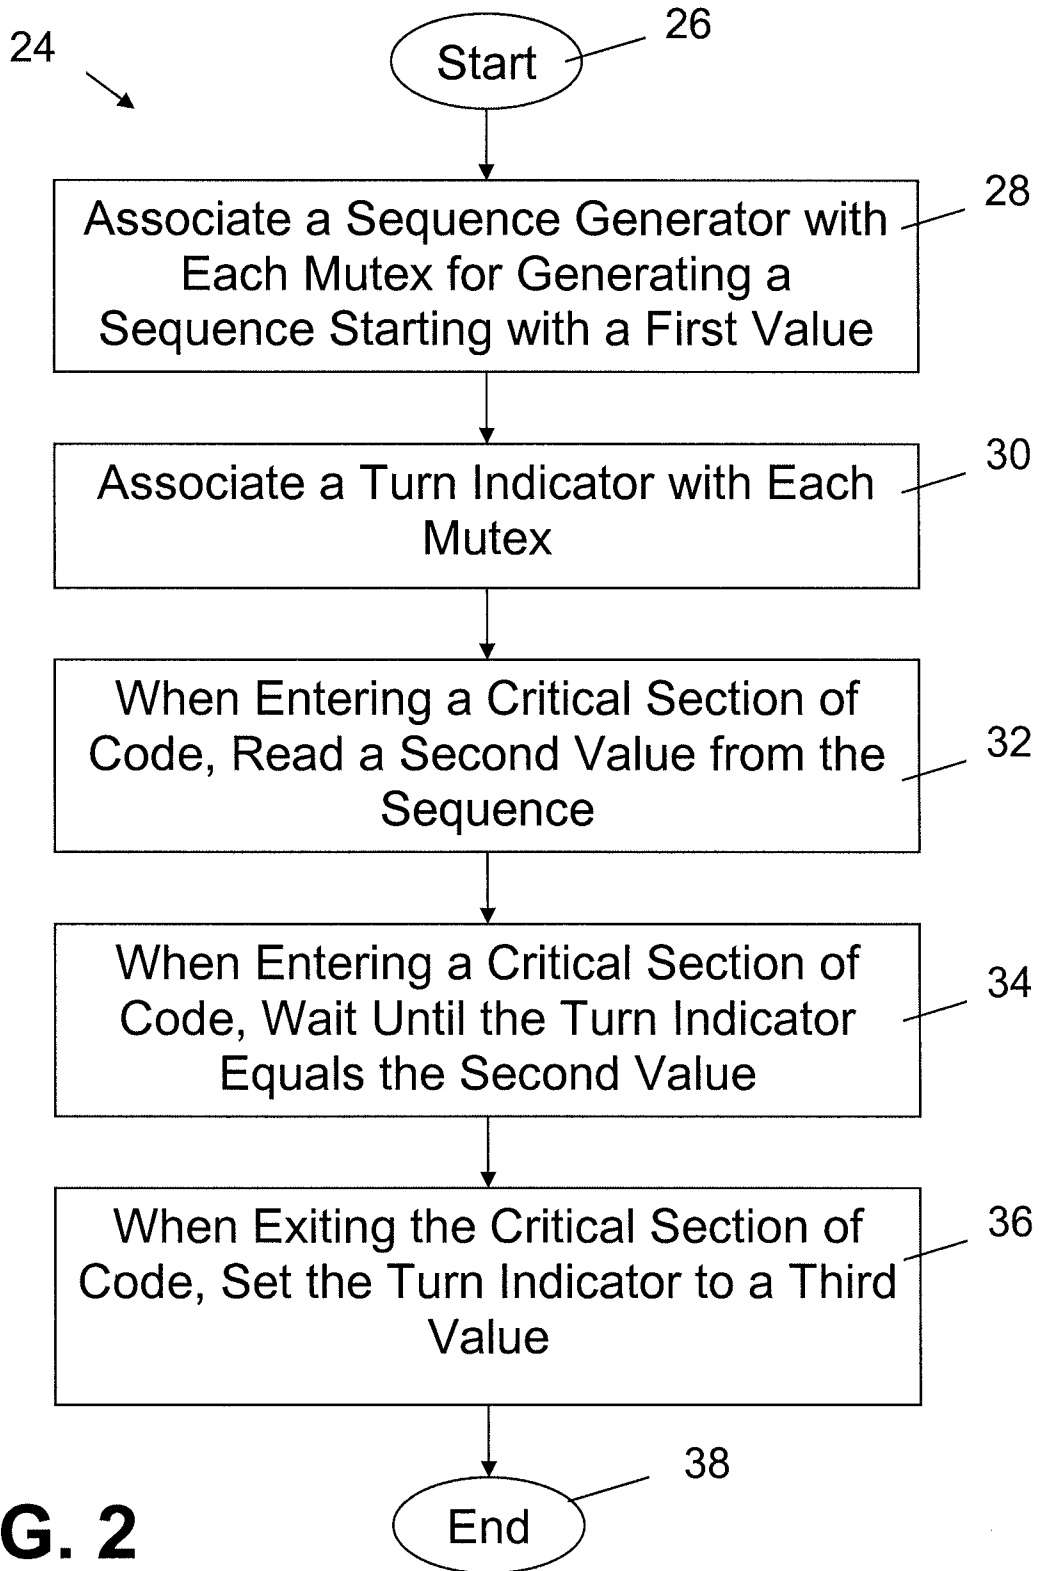 24
Start
26
Associate a Sequence Generator with
Each Mutex for Generating a
Sequence Starting with a First Value
28
Associate a Turn Indicator with Each
Mutex
30
When Entering a Critical Section of
Code, Read a Second Value from the
Sequence
32
When Entering a Critical Section of
Code, Wait Until the Turn Indicator
Equals the Second Value
34
When Exiting the Critical Section of
Code, Set the Turn Indicator to a Third
Value
36
38
End
G. 2